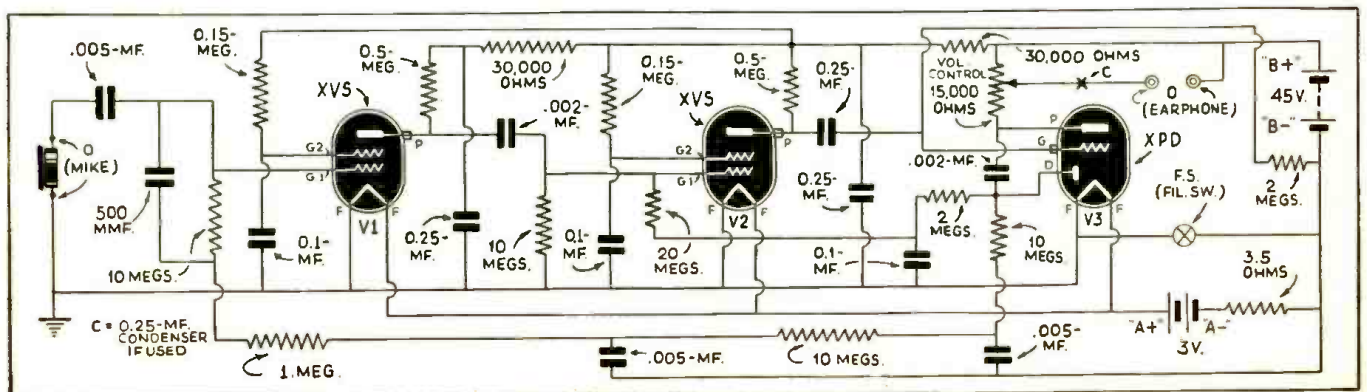 0.15-
MEG.
.005-MF.
0.5-
MEG.
30,000
OHMS
0.15-
MEG.
0.5-
MEG.
0.25-
MF.
VOL.
CONTROL
15,000
OHMS
30,000
OHMS
C
O
(EARPHONE)
"B+"
45V.
"B-"
XVS
.002-
MF.
XVS
XPD
O
(MIKE)
G2
G1
P
G2
G1
P
P
G
D
.002-MF.
F.S.
(FIL.SW.)
2
MEGS.
500
MMF.
F
F
V1
F
F
V2
F
F
V3
0.25-
MF.
2
MEGS.
10 MEGS.
0.1-
MF.
0.25-
MF.
10
MEGS.
0.1-
MF.
20
MEGS.
0.1-
MF.
10
MEGS.
3.5
OHMS
C = 0.25-MF.
CONDENSER
IF USED
1. MEG.
.005-MF.
10 MEGS.
.005-
MF.
"A+"
"A-"
3V.